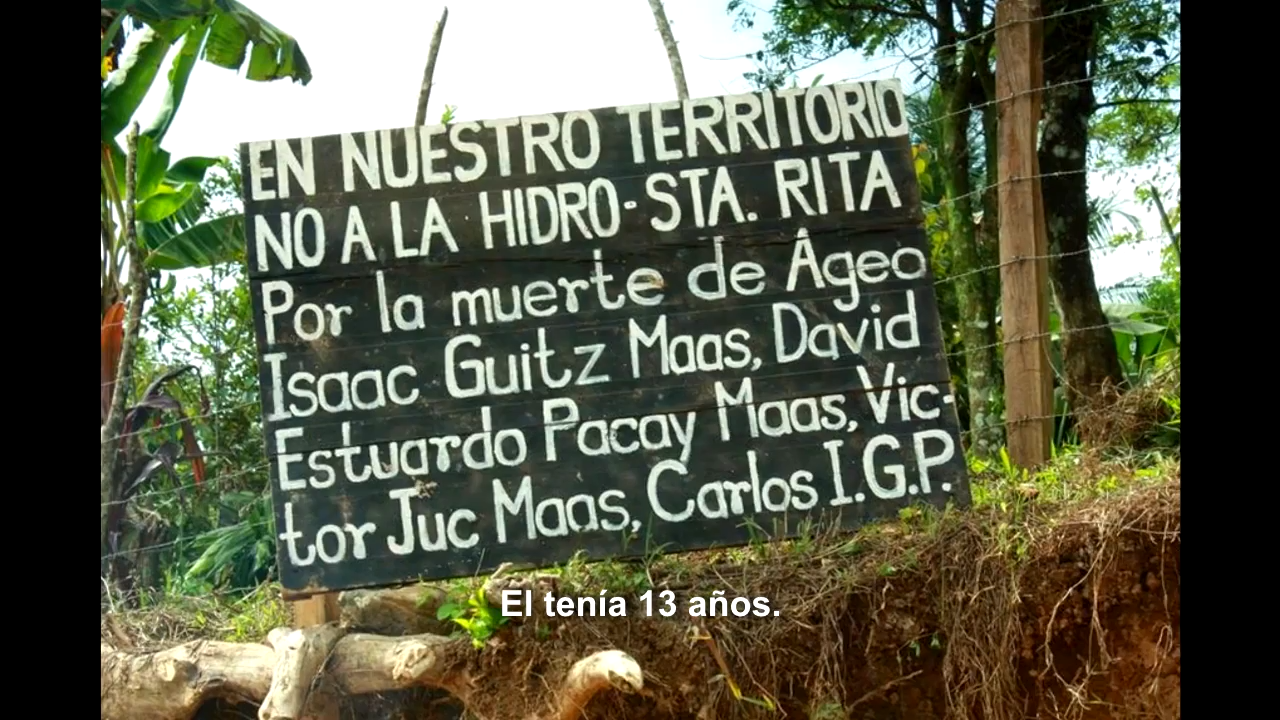 EN NUESTRO TERRITORIO
NO A LA HIDRO-STA. RITA
Por la muerte de Ageo
Isaac Guitz Maas, David
Estuardo Pacay Maas, Vic-
tor Juc Maas, Carlos I.G.P.
El tenía 13 años.